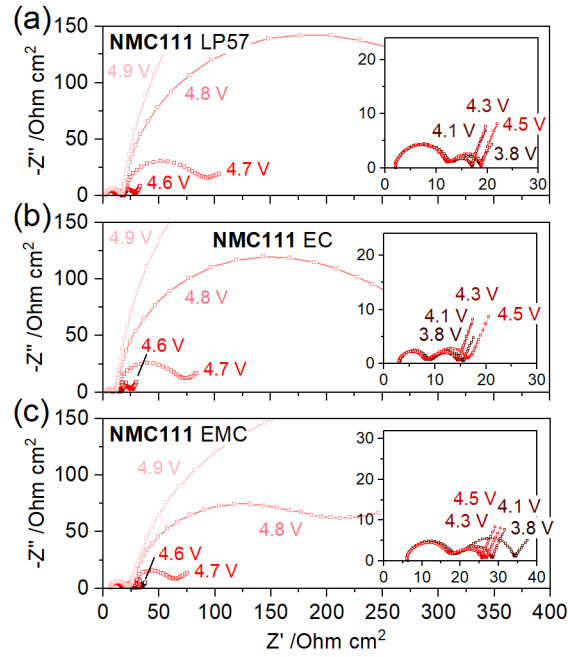 (a)
NMC111 LP57
4.9 V
4.8 V
4.7 V
4.6 V
150
100
50
0
4.3 V
4.1 V
4.5 V
3.8 V
20
10
0
0 10 20 30
-Z" /Ohm cm²
(b)
NMC111 EC
4.9 V
4.8 V
4.6 V
4.7 V
150
100
50
0
4.3 V
4.1 V
3.8 V
4.5 V
20
10
0
0 10 20 30
-Z" /Ohm cm²
(c)
NMC111 EMC
4.9 V
4.8 V
4.6 V
4.7 V
150
100
50
0
4.5 V
4.1 V
4.3 V
3.8 V
30
20
10
0
0 10 20 30 40
-Z" /Ohm cm²
0 50 100 150 200 250 300 350 400
Z' /Ohm cm²